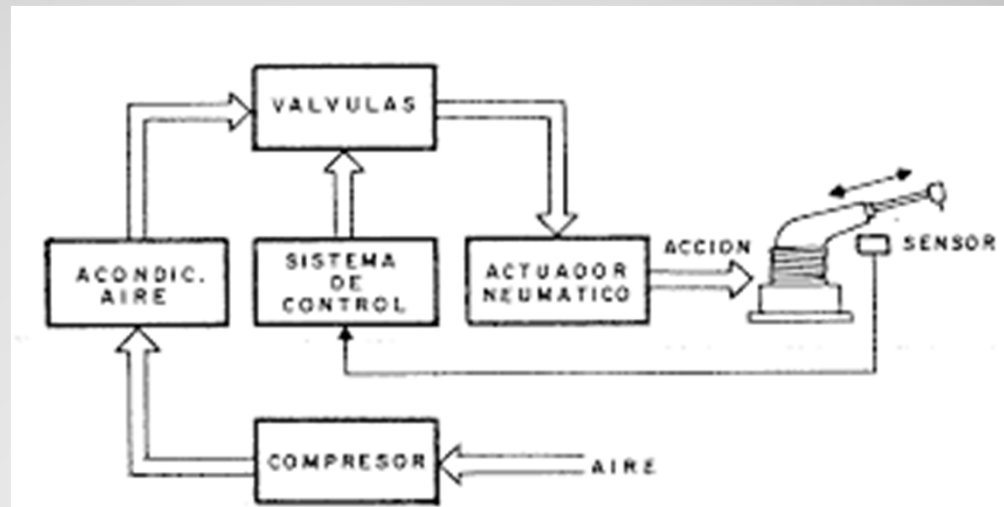 VALVULAS
ACONDIC.
AIRE
SISTEMA
DE
CONTROL
ACTUADOR
NEUMATICO
ACCION
SENSOR
COMPRESOR
AIRE